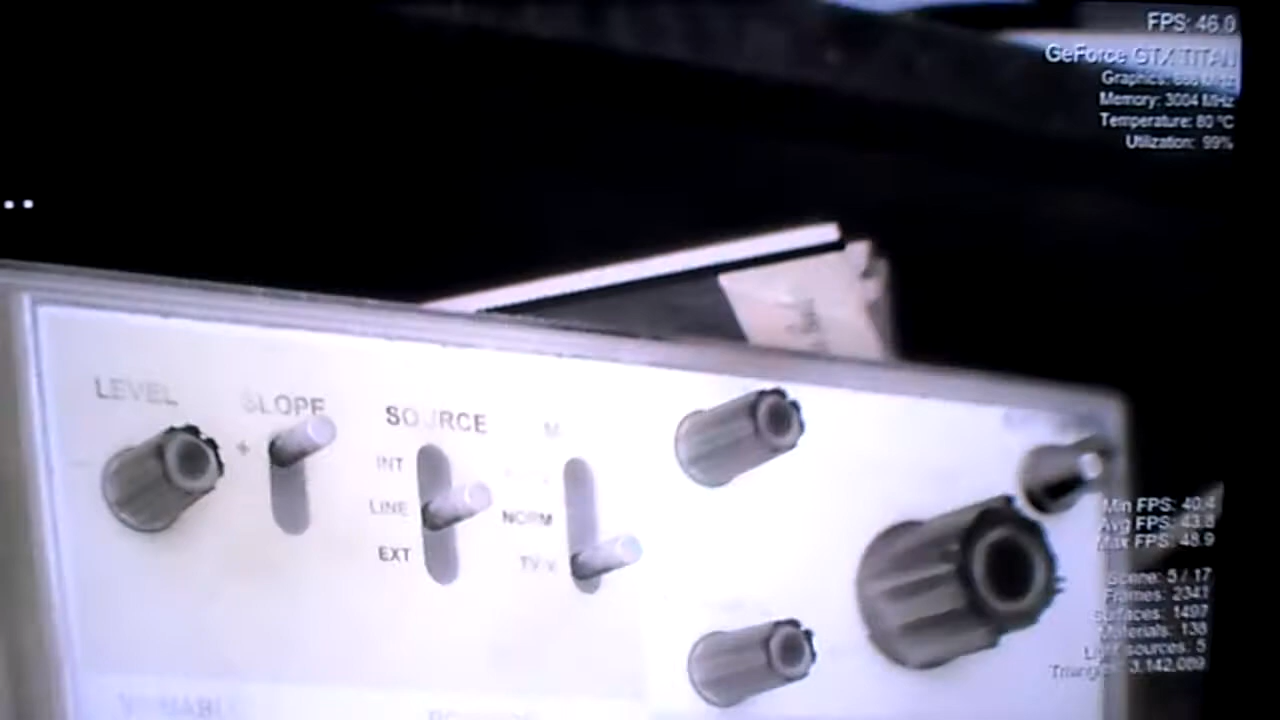 FPS: 46.0
GeForce GTX TITAN
Graphics: MHz
Memory: 3004 MHz
Temperature: 80 °C
Utilization: 99%
..
LEVEL
SLOPE
+
SOURCE
INT
LINE
EXT
NORM
TV-V
Min FPS: 40.4
Avg FPS: 43.8
Max FPS: 48.9
Scene: 5 / 17
Frames: 2341
Surfaces: 1497
Materials: 138
Light sources: 5
Triangles: 3,142,089